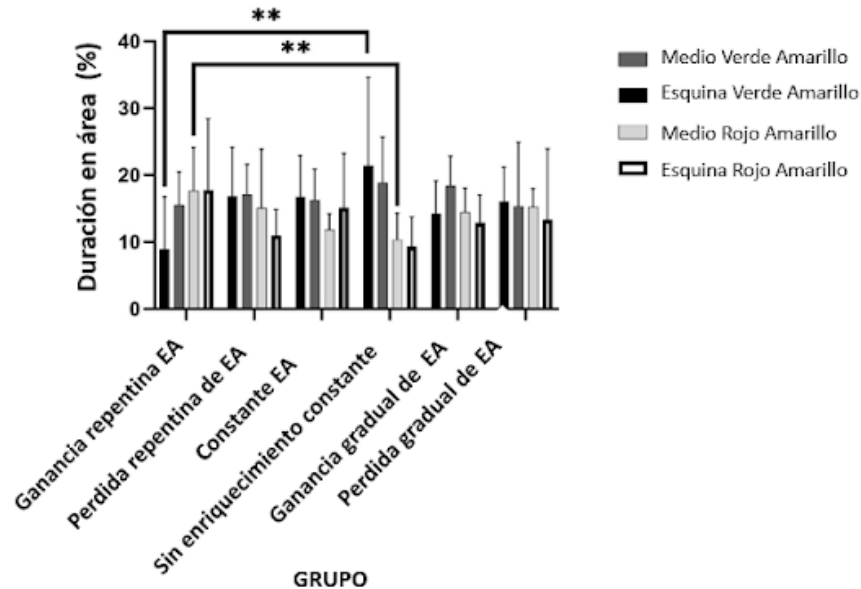 **
**
Duración en área (%)
40
30
20
10
0
Medio Verde Amarillo
Esquina Verde Amarillo
Medio Rojo Amarillo
Esquina Rojo Amarillo
Ganancia repentina EA
Perdida repentina de EA
Constante EA
Sin enriquecimiento constante
Ganancia gradual de EA
Perdida gradual de EA
GRUPO